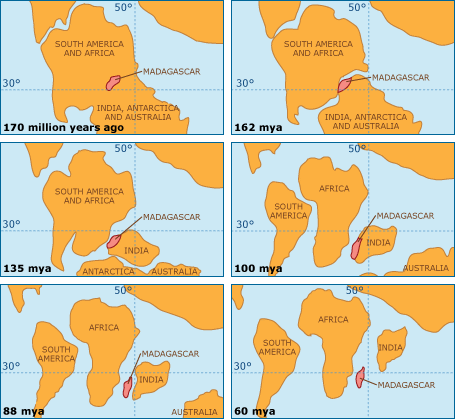 50°
SOUTH AMERICA
AND AFRICA
MADAGASCAR
30°
INDIA, ANTARCTICA
AND AUSTRALIA
170 million years ago
50°
SOUTH AMERICA
AND AFRICA
MADAGASCAR
30°
INDIA, ANTARCTICA
AND AUSTRALIA
162 mya
50°
SOUTH AMERICA
AND AFRICA
MADAGASCAR
30°
INDIA
ANTARCTICA
AUSTRALIA
135 mya
50°
AFRICA
SOUTH
AMERICA
MADAGASCAR
30°
INDIA
AUSTRALIA
100 mya
50°
AFRICA
SOUTH
AMERICA
MADAGASCAR
30°
INDIA
AUSTRALIA
88 mya
50°
AFRICA
SOUTH
AMERICA
INDIA
30°
MADAGASCAR
60 mya